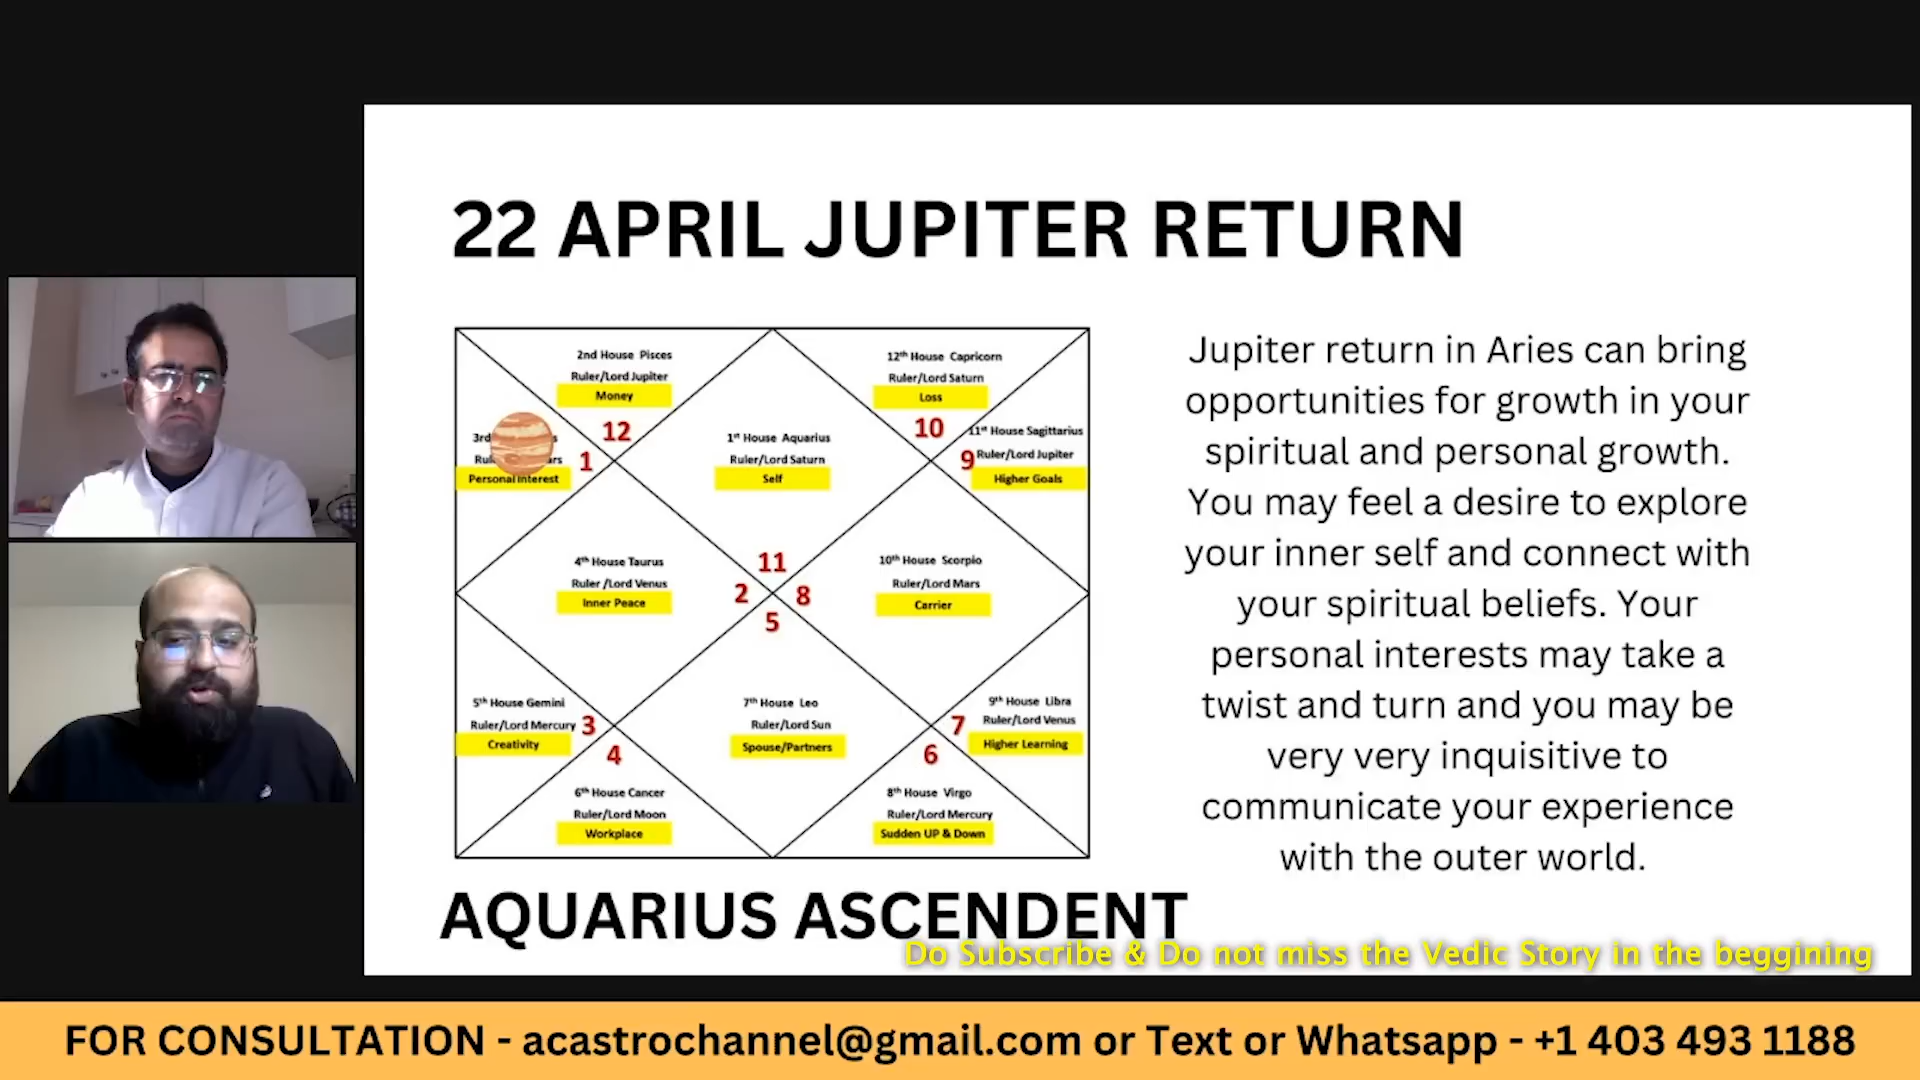 22 APRIL JUPITER RETURN
2nd House Pisces
Ruler/Lord Jupiter
Money
12
12th House Capricorn
Ruler/Lord Saturn
Loss
10
3rd
Personal Interest
1
1st House Aquarius
Ruler/Lord Saturn
Self
11th House Sagittarius
Ruler/Lord Jupiter
Higher Goals
9
4th House Taurus
Ruler /Lord Venus
Inner Peace
11
2
8
5
10th House Scorpio
Ruler/Lord Mars
Carrier
5th House Gemini
Ruler/Lord Mercury
Creativity
3
4
7th House Leo
Ruler/Lord Sun
Spouse/Partners
9th House Libra
Ruler/Lord Venus
Higher Learning
7
6
6th House Cancer
Ruler/Lord Moon
Workplace
8th House Virgo
Ruler/Lord Mercury
Sudden UP & Down
Jupiter return in Aries can bring
opportunities for growth in your
spiritual and personal growth.
You may feel a desire to explore
your inner self and connect with
your spiritual beliefs. Your
personal interests may take a
twist and turn and you may be
very very inquisitive to
communicate your experience
with the outer world.
AQUARIUS ASCENDENT
Do Subscribe & Do not miss the Vedic Story in the beggining
FOR CONSULTATION - acastrochannel@gmail.com or Text or Whatsapp - +1 403 493 1188